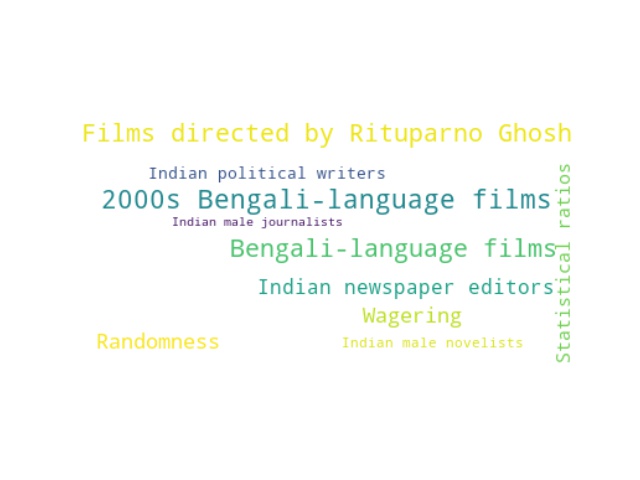 Films directed by Rituparno Ghosh
Indian political writers
2000s Bengali-language films
Indian male journalists
Bengali-language films
Indian newspaper editors
Wagering
Randomness
Indian male novelists
Statistical ratios